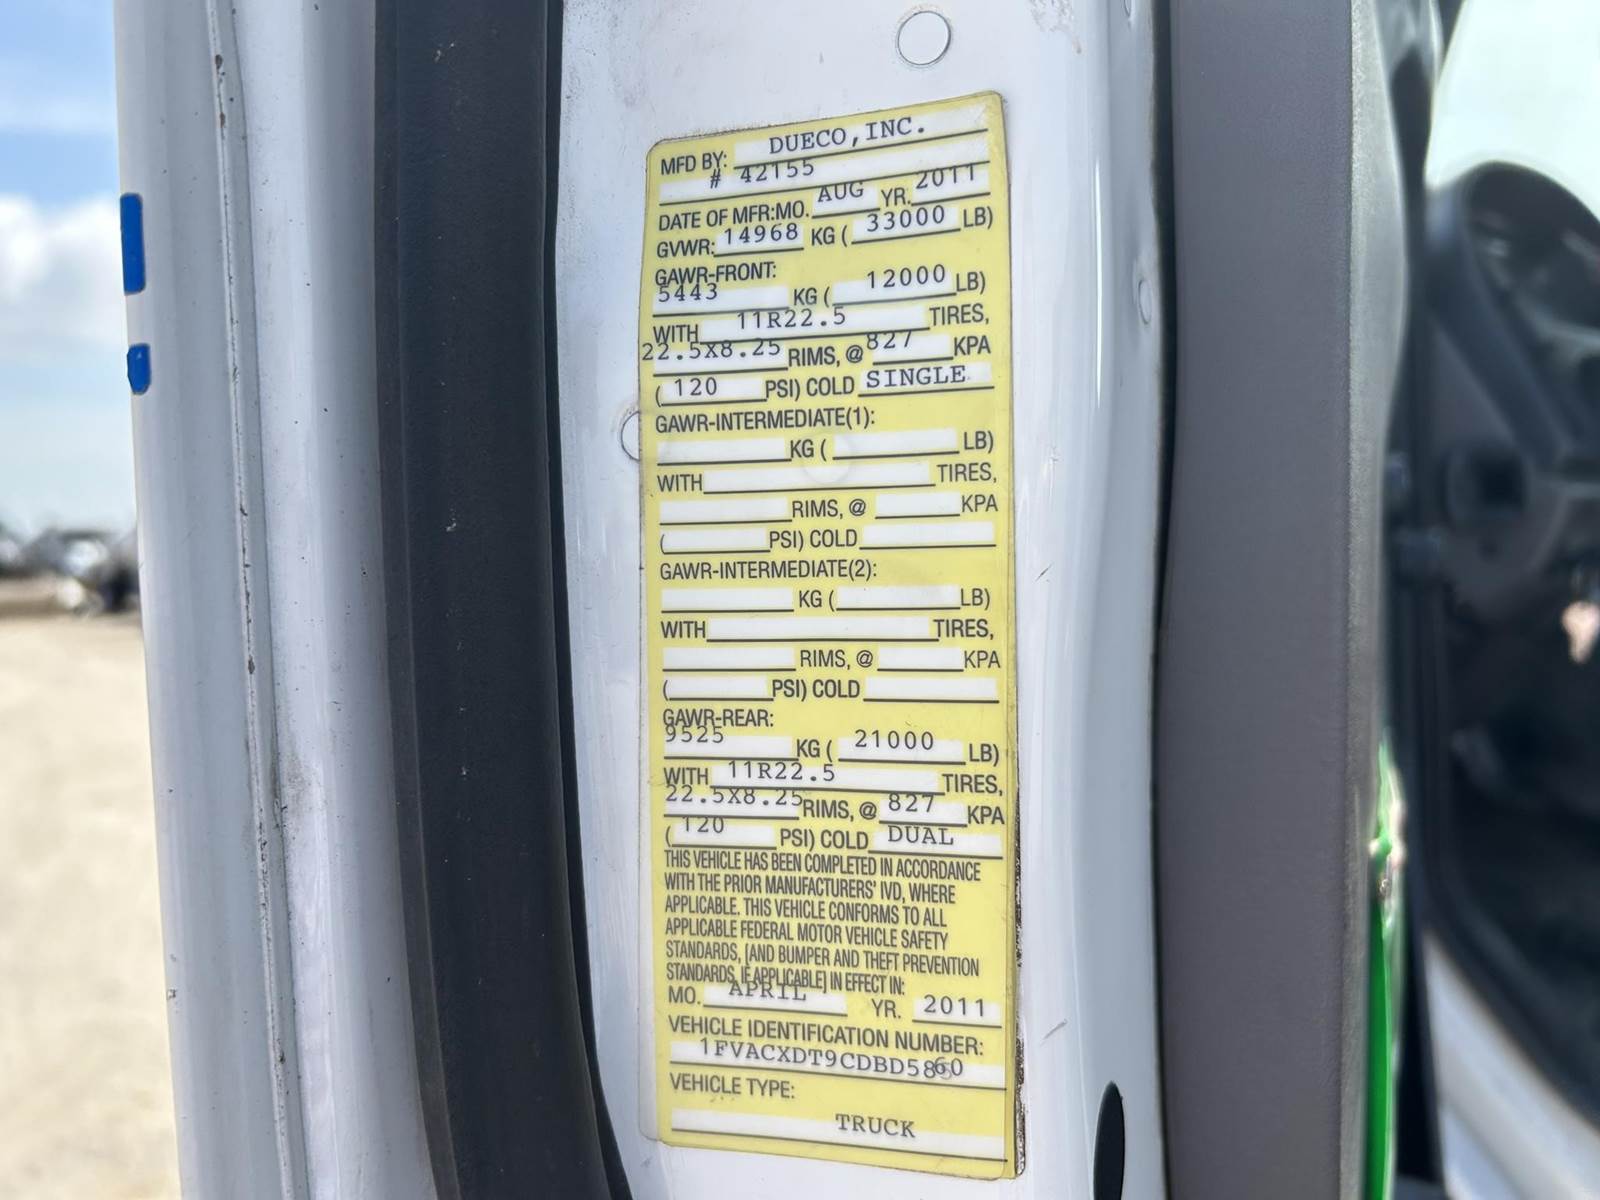 MFD BY: DUECO,INC.
# 42155
DATE OF MFR:MO. AUG YR. 2011
GVWR: 14968 KG ( 33000 LB)
GAWR-FRONT:
5443 KG ( 12000 LB)
WITH 11R22.5 TIRES,
22.5X8.25 RIMS, @ 827 KPA
( 120 PSI) COLD SINGLE
GAWR-INTERMEDIATE(1):
KG ( LB)
WITH TIRES,
RIMS, @ KPA
( PSI) COLD
GAWR-INTERMEDIATE(2):
KG ( LB)
WITH TIRES,
RIMS, @ KPA
( PSI) COLD
GAWR-REAR:
9525 KG ( 21000 LB)
WITH 11R22.5 TIRES,
22.5X8.25 RIMS, @ 827 KPA
( 120 PSI) COLD DUAL
THIS VEHICLE HAS BEEN COMPLETED IN ACCORDANCE
WITH THE PRIOR MANUFACTURERS' IVD, WHERE
APPLICABLE. THIS VEHICLE CONFORMS TO ALL
APPLICABLE FEDERAL MOTOR VEHICLE SAFETY
STANDARDS, [AND BUMPER AND THEFT PREVENTION
STANDARDS, IF APPLICABLE] IN EFFECT IN:
MO. APRIL YR. 2011
VEHICLE IDENTIFICATION NUMBER:
VEHICLE TYPE:
TRUCK